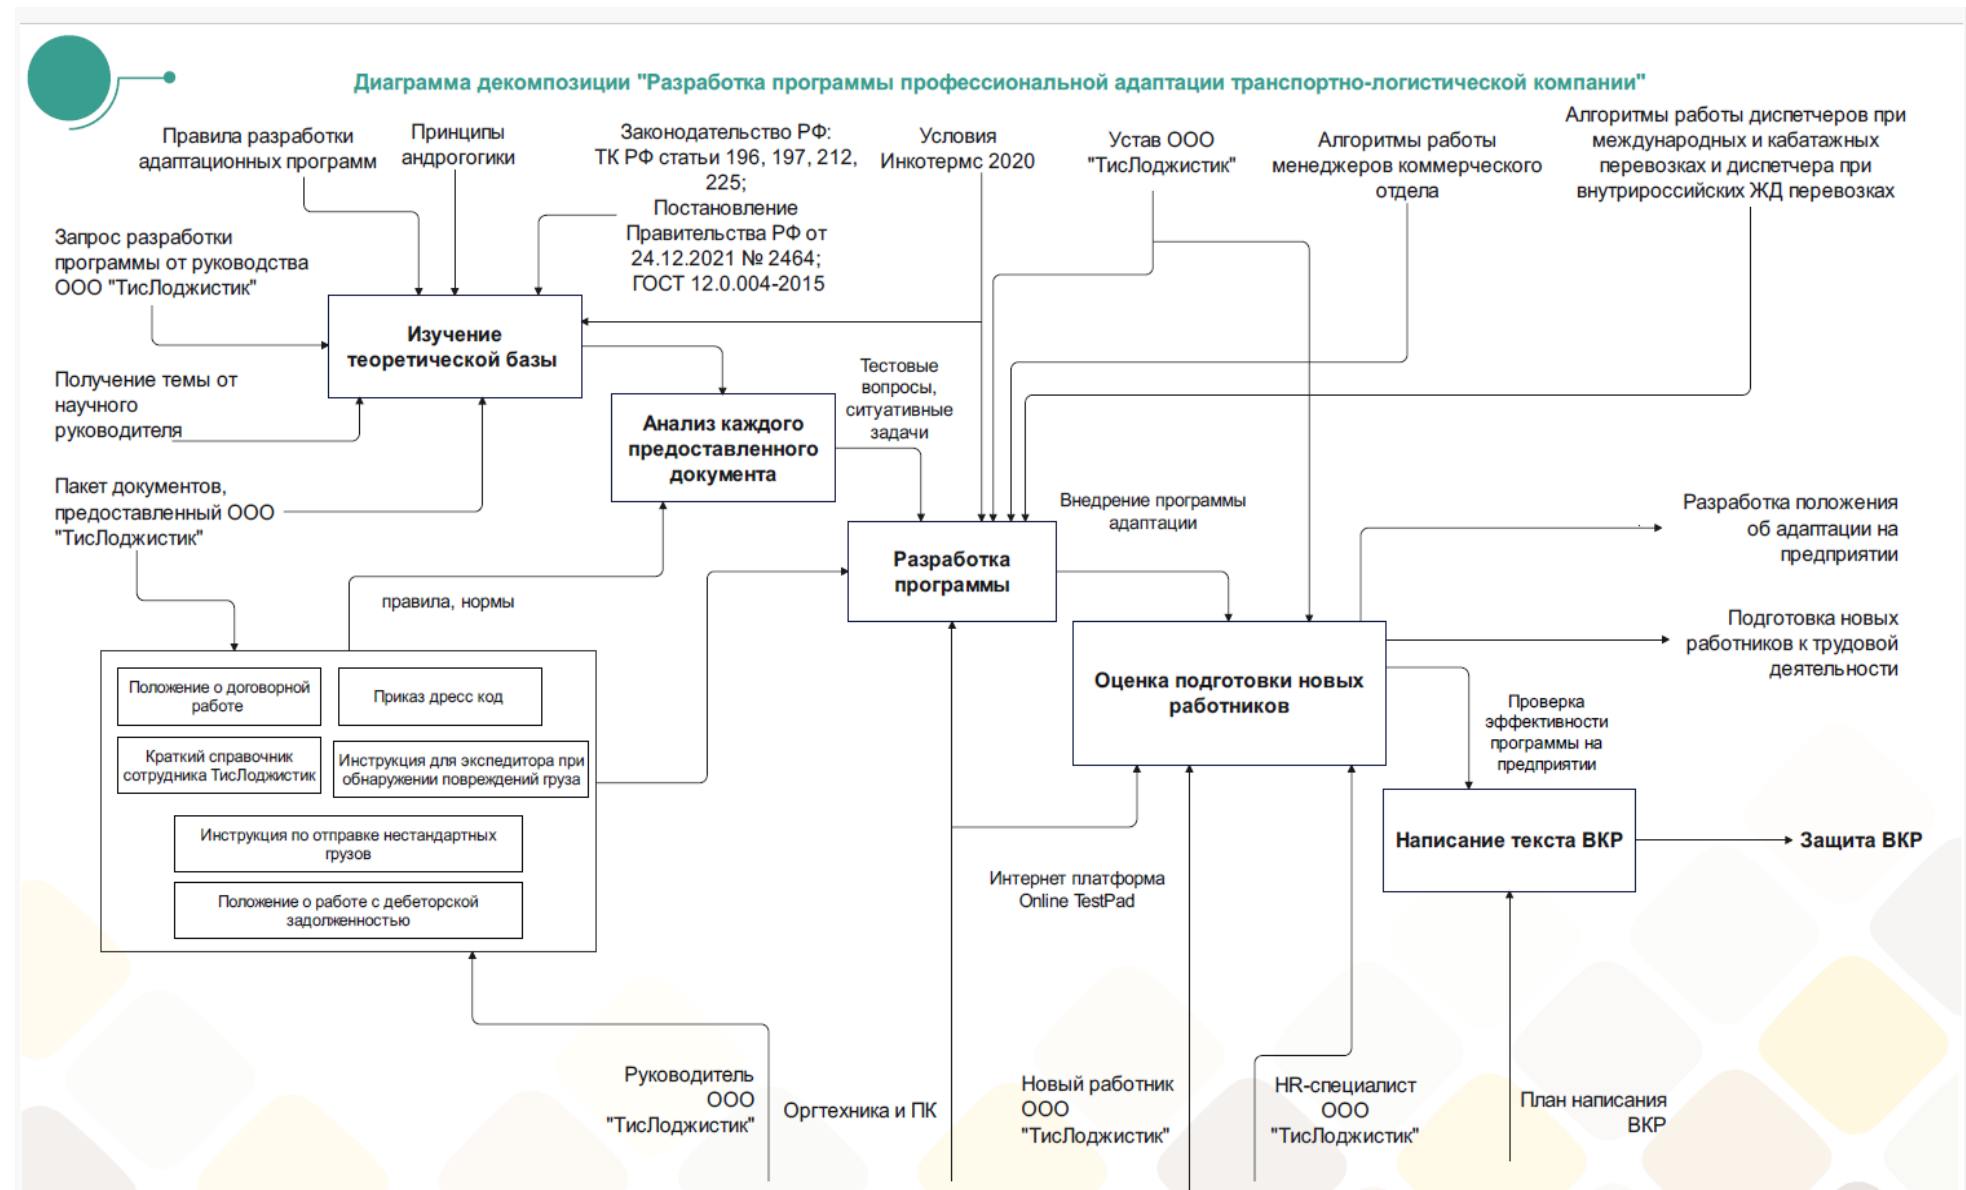 Диаграмма декомпозиции "Разработка программы профессиональной адаптации транспортно-логистической компании"
Правила разработки
адаптационных программ
Принципы
андрогогики
Законодательство РФ:
ТК РФ статьи 196, 197, 212,
225;
Постановление
Правительства РФ от
24.12.2021 № 2464;
ГОСТ 12.0.004-2015
Условия
Инкотермс 2020
Устав ООО
"ТисЛоджистик"
Алгоритмы работы
менеджеров коммерческого
отдела
Алгоритмы работы диспетчеров при
международных и кабатажных
перевозках и диспетчера при
внутрироссийских ЖД перевозках
Запрос разработки
программы от руководства
ООО "ТисЛоджистик"
Изучение
теоретической базы
Получение темы от
научного
руководителя
Анализ каждого
предоставленного
документа
Тестовые
вопросы,
ситуативные
задачи
Пакет документов,
предоставленный ООО
"ТисЛоджистик"
Внедрение программы
адаптации
Разработка положения
об адаптации на
предприятии
Разработка
программы
правила, нормы
Подготовка новых
работников к трудовой
деятельности
Оценка подготовки новых
работников
Положение о договорной
работе
Приказ дресс код
Краткий справочник
сотрудника ТисЛоджистик
Инструкция для экспедитора при
обнаружении повреждений груза
Инструкция по отправке нестандартных
грузов
Положение о работе с дебеторской
задолженностью
Проверка
эффективности
программы на
предприятии
Написание текста ВКР
Защита ВКР
Интернет платформа
Online TestPad
Руководитель
ООО
"ТисЛоджистик"
Оргтехника и ПК
Новый работник
ООО
"ТисЛоджистик"
HR-специалист
ООО
"ТисЛоджистик"
План написания
ВКР